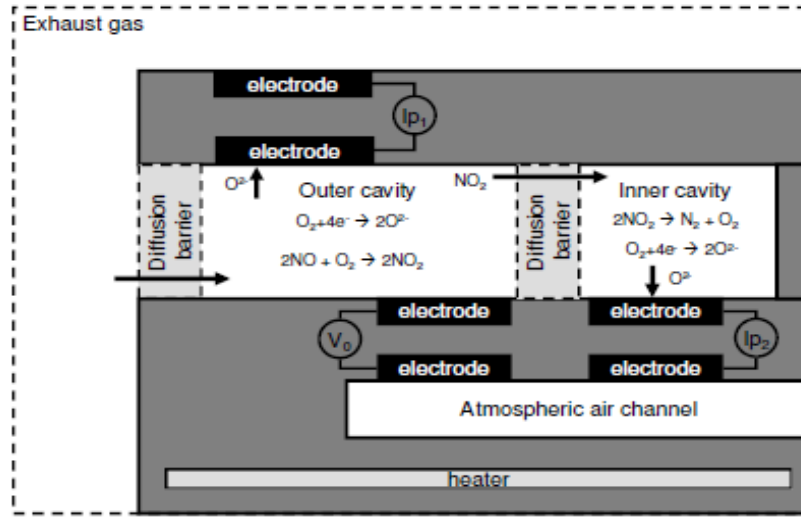 Exhaust gas
electrode
Ip₁
electrode
O²⁻
Outer cavity
NO₂
Inner cavity
Diffusion barrier
O₂+4e⁻ → 2O²⁻
2NO + O₂ → 2NO₂
Diffusion barrier
2NO₂ → N₂ + O₂
O₂+4e⁻ → 2O²⁻
O²⁻
electrode
electrode
V₀
Ip₂
electrode
electrode
Atmospheric air channel
heater